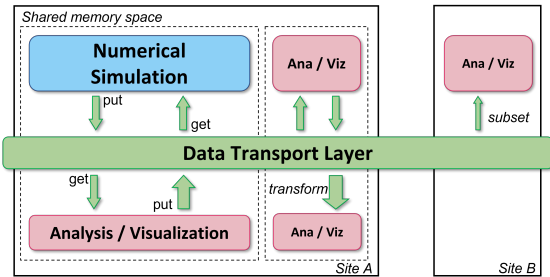 Shared memory space
Numerical
Simulation
Ana / Viz
Ana / Viz
put
get
subset
Data Transport Layer
get
put
transform
Analysis / Visualization
Ana / Viz
Site A
Site B